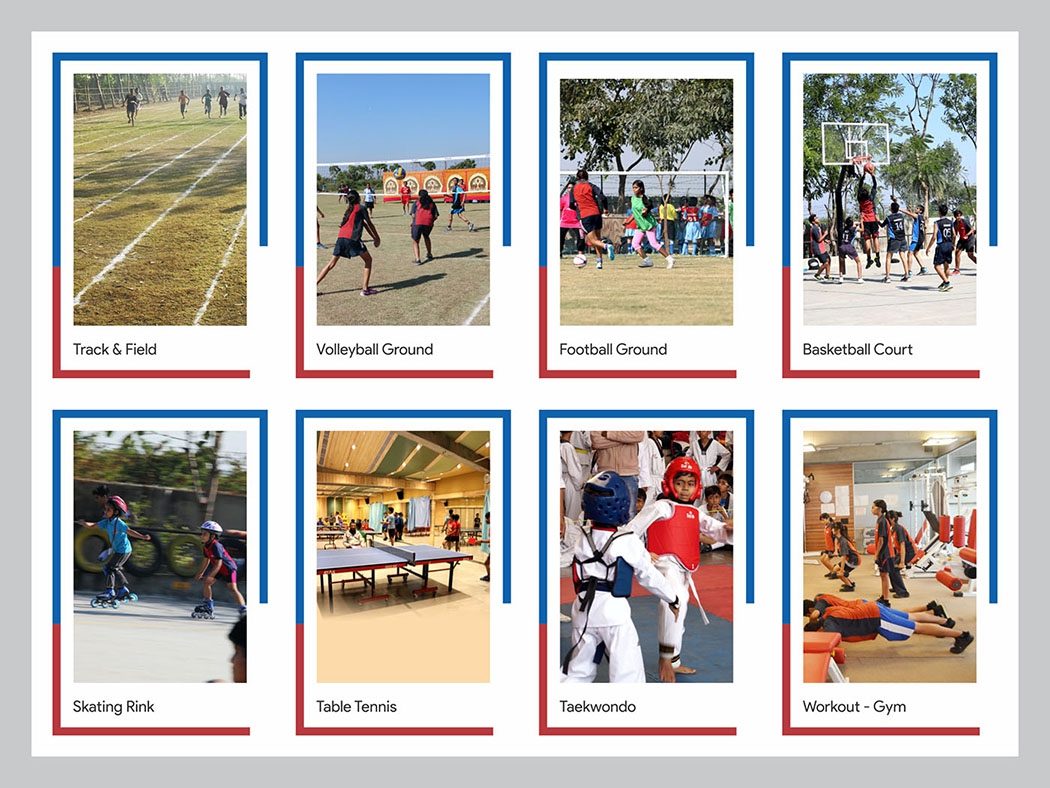 Track & Field
Volleyball Ground
Football Ground
Basketball Court
Skating Rink
Table Tennis
Taekwondo
Workout - Gym